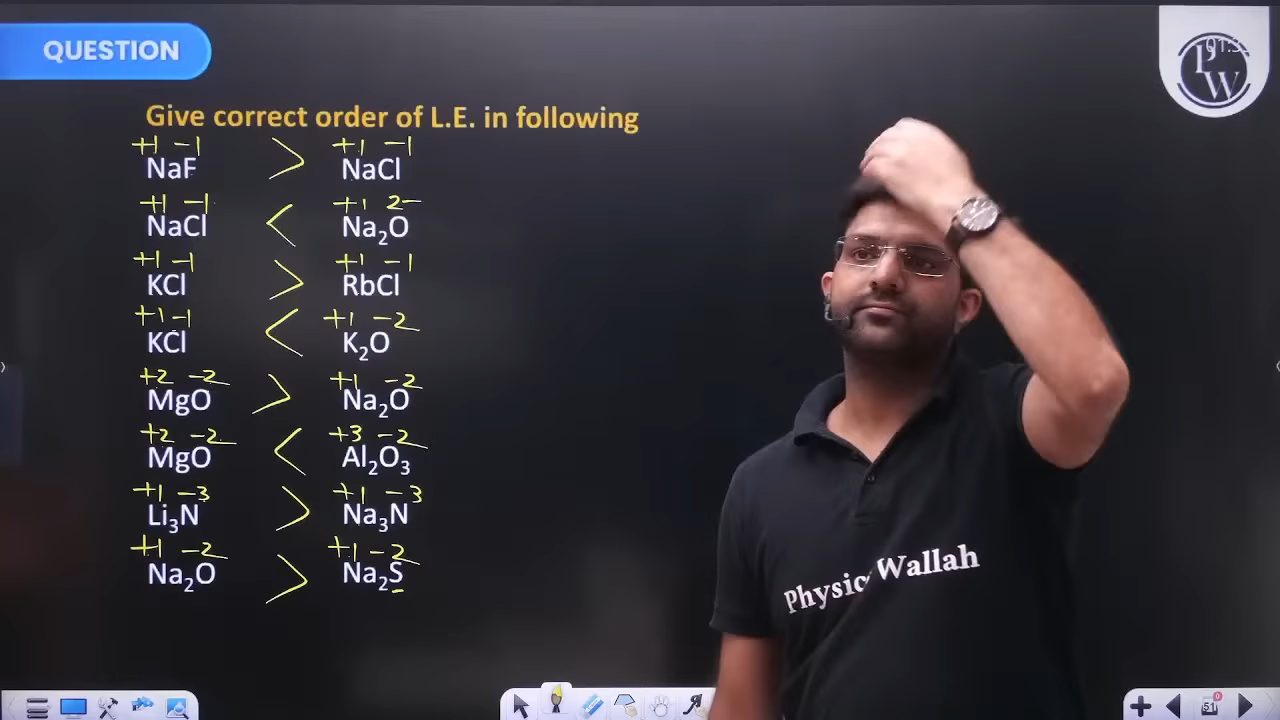 QUESTION
P W
Give correct order of L.E. in following
+1 -1 +1 -1
NaF > NaCl
+1 -1 +1 2-
NaCl < Na₂O
+1 -1 +1 -1
KCl > RbCl
+1 -1 +1 -2
KCl < K₂O
+2 -2 +1 -2
MgO > Na₂O
+2 -2 +3 -2
MgO < Al₂O₃
+1 -3 +1 -3
Li₃N > Na₃N
+1 -2 +1 -2
Na₂O > Na₂S
Physics Wallah
51